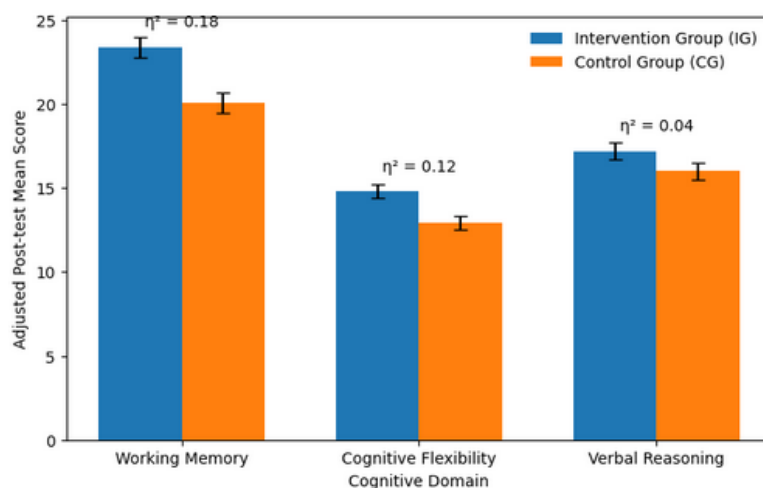 25
20
15
10
5
0
Adjusted Post-test Mean Score
η² = 0.18
η² = 0.12
η² = 0.04
Intervention Group (IG)
Control Group (CG)
Working Memory
Cognitive Flexibility
Verbal Reasoning
Cognitive Domain